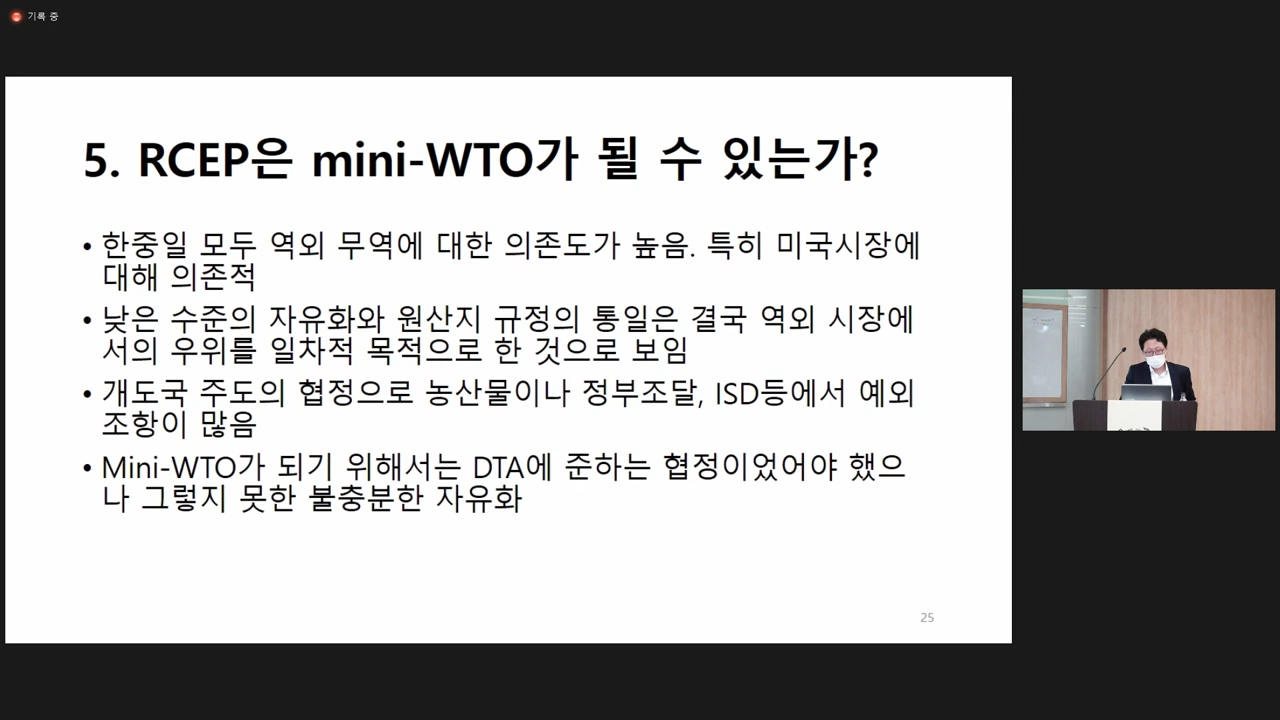 기록 중
5. RCEP은 mini-WTO가 될 수 있는가?
• 한중일 모두 역외 무역에 대한 의존도가 높음. 특히 미국시장에
대해 의존적
• 낮은 수준의 자유화와 원산지 규정의 통일은 결국 역외 시장에
서의 우위를 일차적 목적으로 한 것으로 보임
• 개도국 주도의 협정으로 농산물이나 정부조달, ISD등에서 예외
조항이 많음
• Mini-WTO가 되기 위해서는 DTA에 준하는 협정이었어야 했으
나 그렇지 못한 불충분한 자유화
25